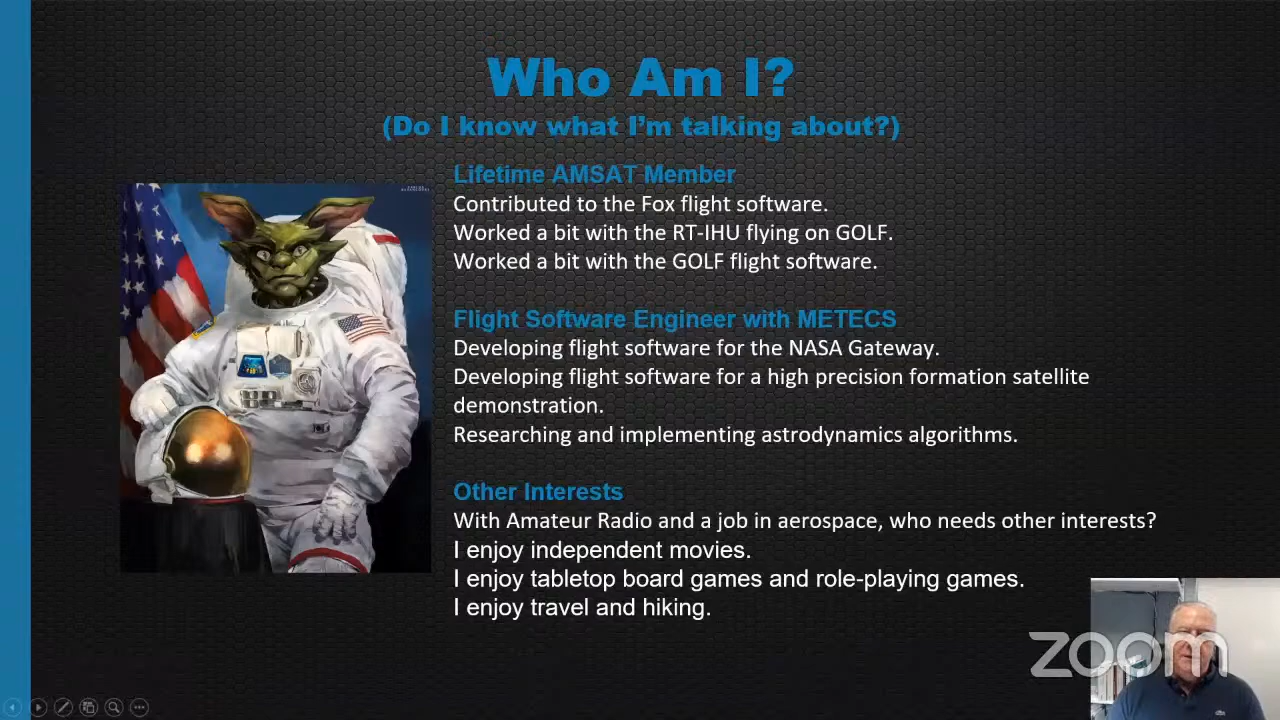 Who Am I?
(Do I know what I'm talking about?)
Lifetime AMSAT Member
Contributed to the Fox flight software.
Worked a bit with the RT-IHU flying on GOLF.
Worked a bit with the GOLF flight software.
Flight Software Engineer with METECS
Developing flight software for the NASA Gateway.
Developing flight software for a high precision formation satellite
demonstration.
Researching and implementing astrodynamics algorithms.
Other Interests
With Amateur Radio and a job in aerospace, who needs other interests?
I enjoy independent movies.
I enjoy tabletop board games and role-playing games.
I enjoy travel and hiking.
zoom